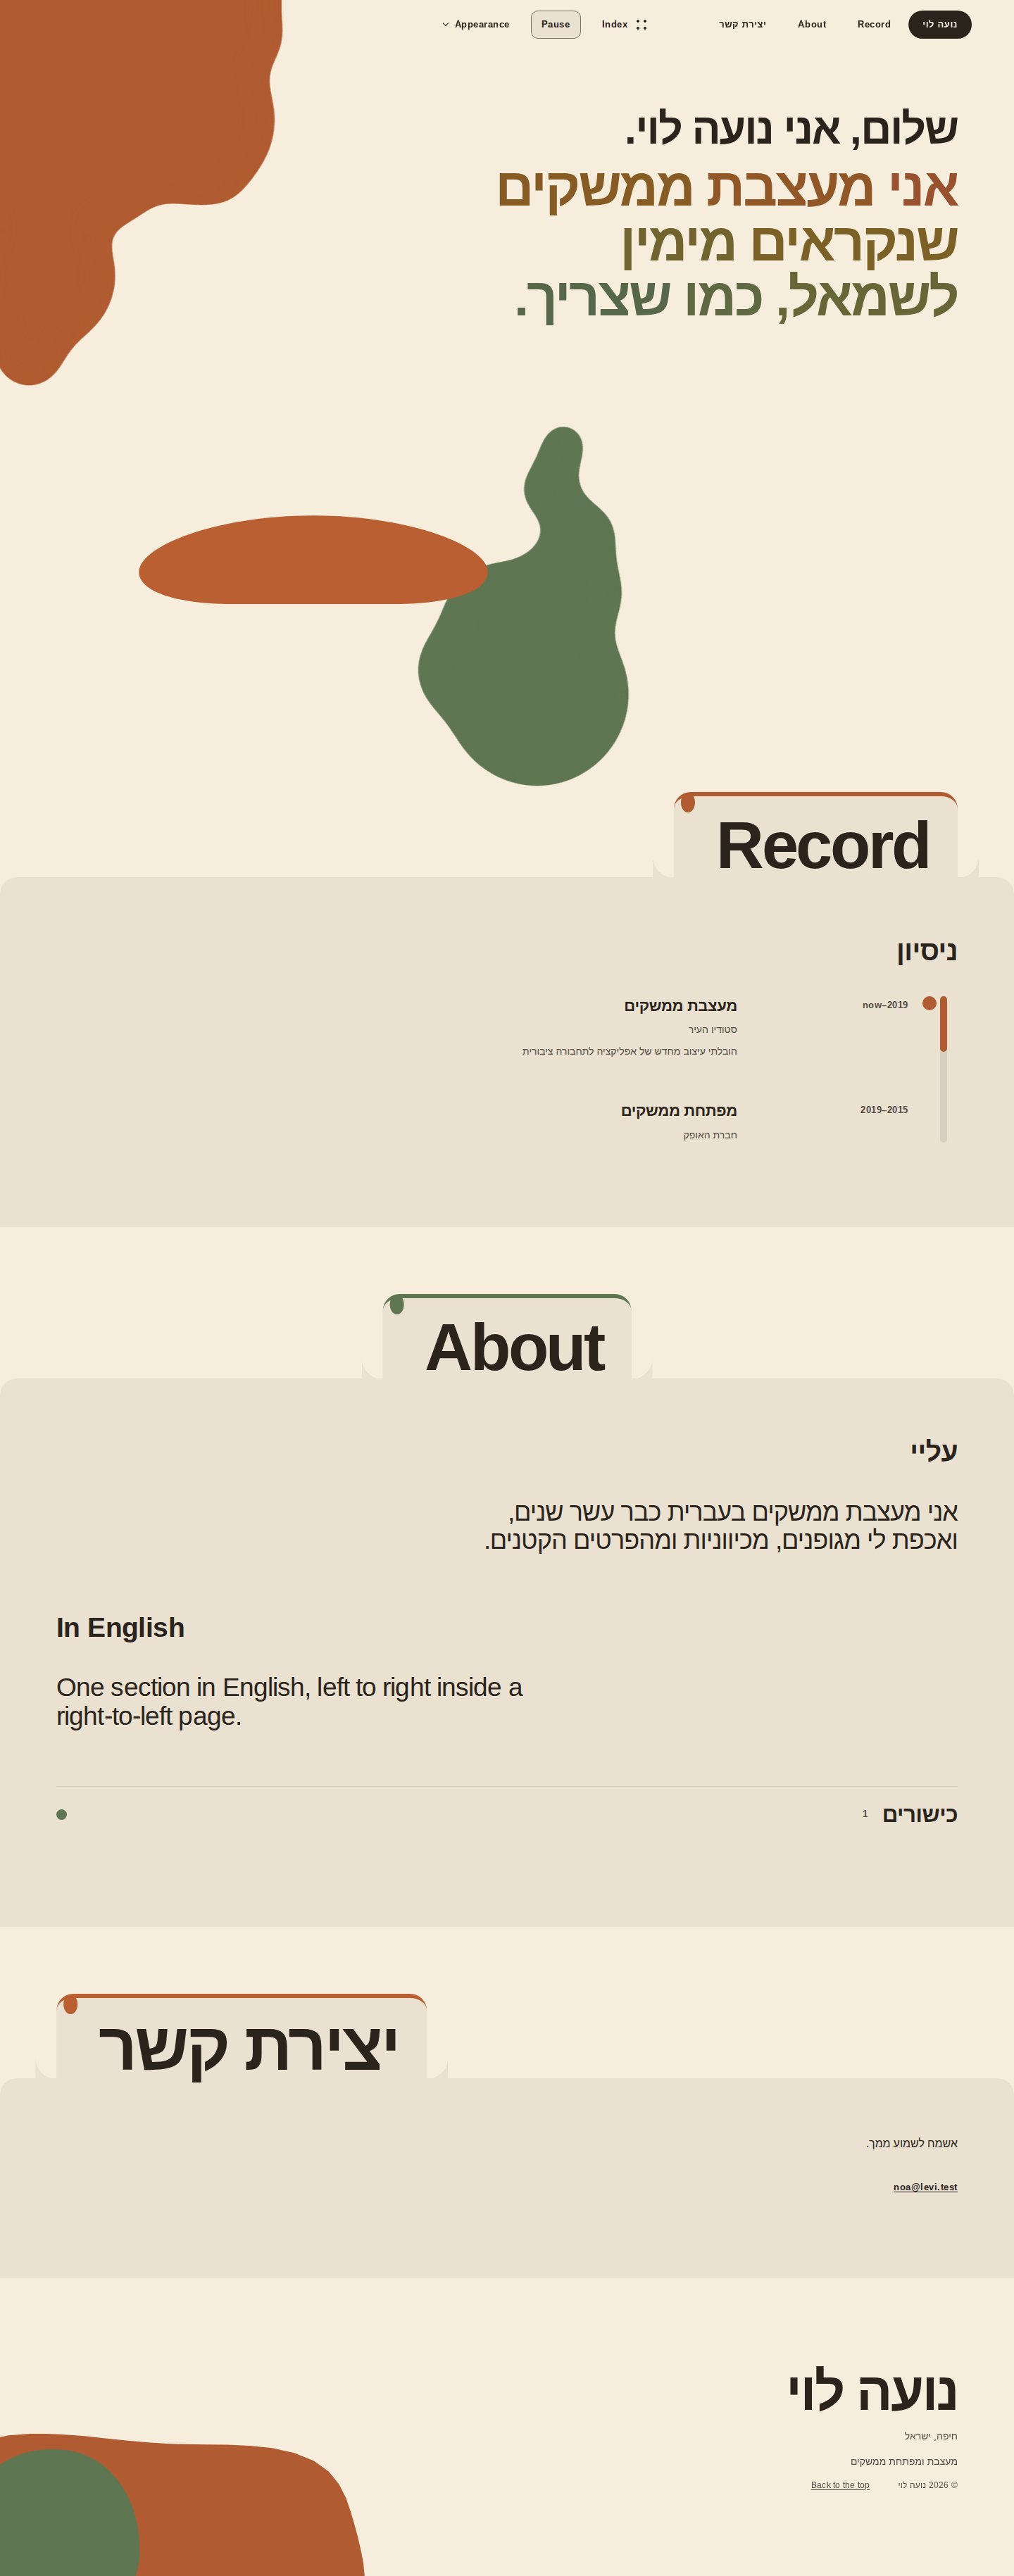 נועה לוי
Record
About
יצירת קשר
Index
Pause
Appearance
שלום, אני נועה לוי.
אני מעצבת ממשקים
שנקראים מימין
לשמאל, כמו שצריך.
Record
ניסיון
2019–now
מעצבת ממשקים
סטודיו העיר
הובלתי עיצוב מחדש של אפליקציה לתחבורה ציבורית
2015–2019
מפתחת ממשקים
חברת האופק
About
עליי
אני מעצבת ממשקים בעברית כבר עשר שנים,
ואכפת לי מגופנים, מכיווניות ומהפרטים הקטנים.
In English
One section in English, left to right inside a
right-to-left page.
כישורים 1
יצירת קשר
אשמח לשמוע ממך.
noa@levi.test
נועה לוי
חיפה, ישראל
מעצבת ומפתחת ממשקים
© 2026 נועה לוי
Back to the top